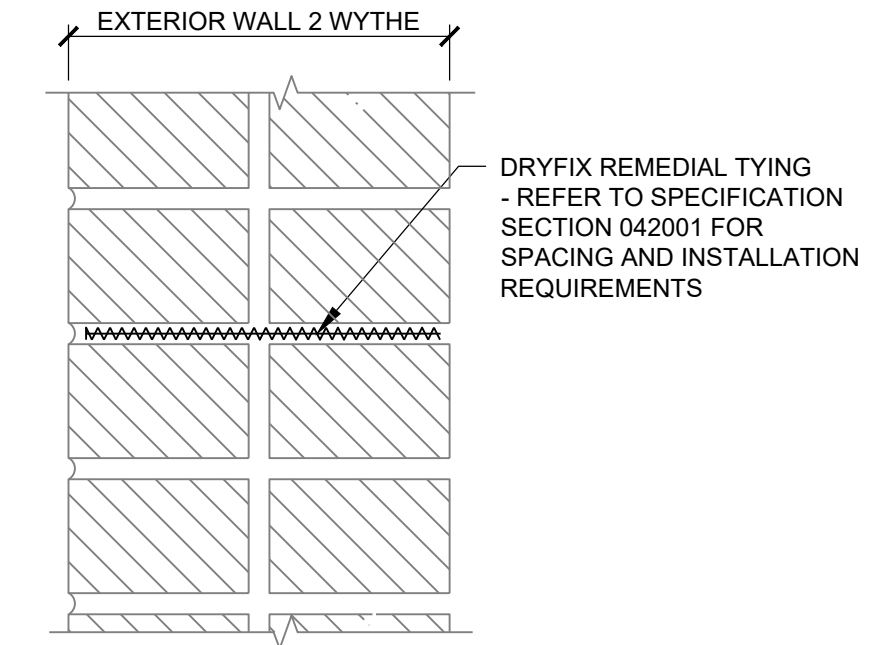 EXTERIOR WALL 2 WYTHE
DRYFIX REMEDIAL TYING
- REFER TO SPECIFICATION
SECTION 042001 FOR
SPACING AND INSTALLATION
REQUIREMENTS